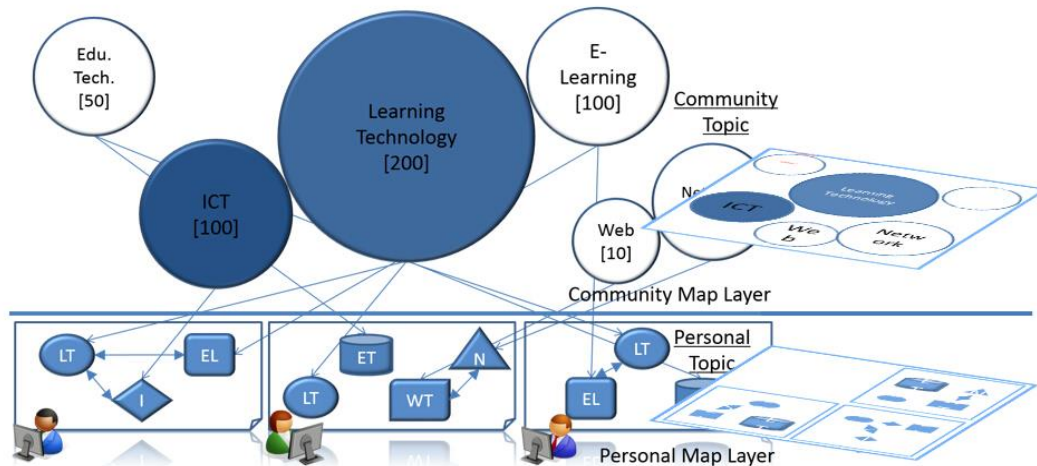 Edu.
Tech.
[50]
Learning
Technology
[200]
E-
Learning
[100]
Community
Topic
ICT
[100]
Web
[10]
Learning
Technology
ICT
We
b
Netw
ork
Community Map Layer
LT
EL
I
ET
LT
WT
N
LT
EL
Personal
Topic
Personal Map Layer